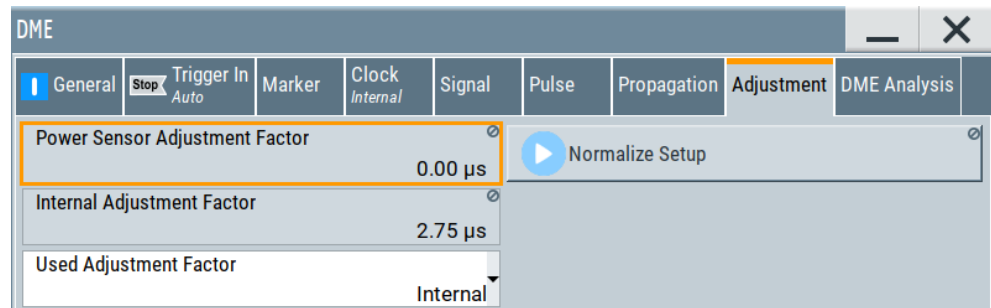 DME
General
Stop
Trigger In
Auto
Marker
Clock
Internal
Signal
Pulse
Propagation
Adjustment
DME Analysis
Power Sensor Adjustment Factor
0.00 µs
Normalize Setup
Internal Adjustment Factor
2.75 µs
Used Adjustment Factor
Internal